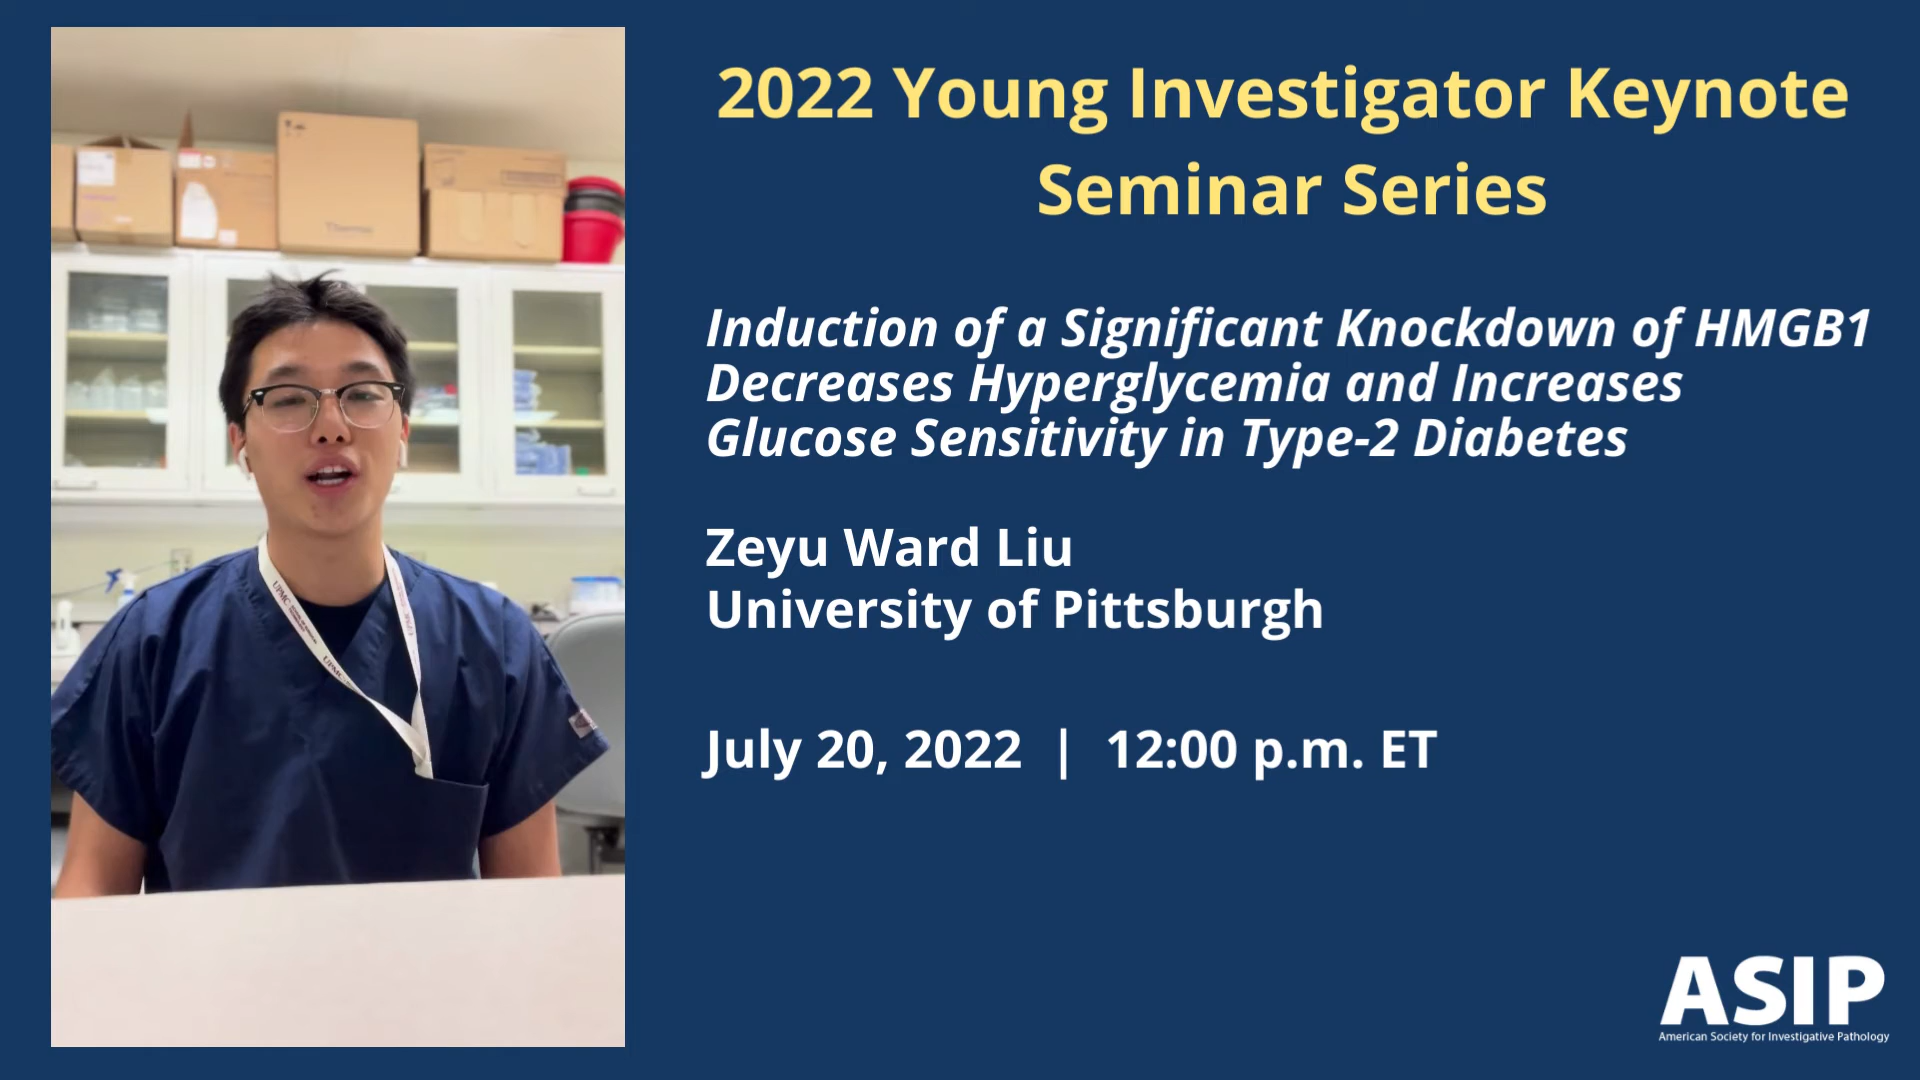 2022 Young Investigator Keynote
Seminar Series
Induction of a Significant Knockdown of HMGB1
Decreases Hyperglycemia and Increases
Glucose Sensitivity in Type-2 Diabetes
Zeyu Ward Liu
University of Pittsburgh
July 20, 2022 | 12:00 p.m. ET
ASIP
American Society for Investigative Pathology
UPMC
UPMC